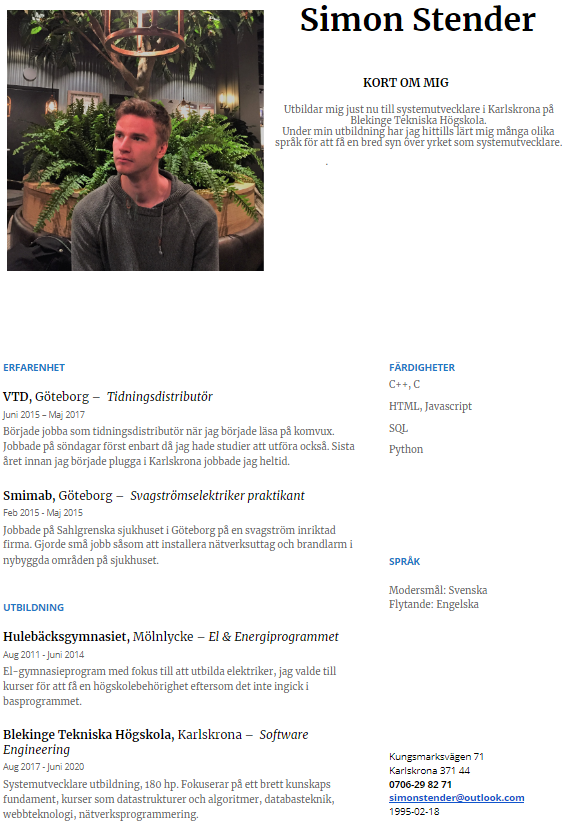 Simon Stender
KORT OM MIG
Utbildar mig just nu till systemutvecklare i Karlskrona på
Blekinge Tekniska Högskola.
Under min utbildning har jag hittills lärt mig många olika
språk för att få en bred syn över yrket som systemutvecklare.
.
ERFARENHET
VTD, Göteborg – Tidningsdistributör
Juni 2015 – Maj 2017
Började jobba som tidningsdistributör när jag började läsa på komvux.
Jobbade på söndagar först enbart då jag hade studier att utföra också. Sista
året innan jag började plugga i Karlskrona jobbade jag heltid.
Smimab, Göteborg – Svagströmselektriker praktikant
Feb 2015 - Maj 2015
Jobbade på Sahlgrenska sjukhuset i Göteborg på en svagström inriktad
firma. Gjorde små jobb såsom att installera nätverksuttag och brandlarm i
nybyggda områden på sjukhuset.
UTBILDNING
Hulebäcksgymnasiet, Mölnlycke – El & Energiprogrammet
Aug 2011 - Juni 2014
El-gymnasieprogram med fokus till att utbilda elektriker, jag valde till
kurser för att få en högskolebehörighet eftersom det inte ingick i
basprogrammet.
Blekinge Tekniska Högskola, Karlskrona – Software
Engineering
Aug 2017 - Juni 2020
Systemutvecklare utbildning, 180 hp. Fokuserar på ett brett kunskaps
fundament, kurser som datastrukturer och algoritmer, databasteknik,
webbteknologi, nätverksprogrammering.
FÄRDIGHETER
C++, C
HTML, Javascript
SQL
Python
SPRÅK
Modersmål: Svenska
Flytande: Engelska
Kungsmarksvägen 71
Karlskrona 371 44
0706-29 82 71
simonstender@outlook.com
1995-02-18